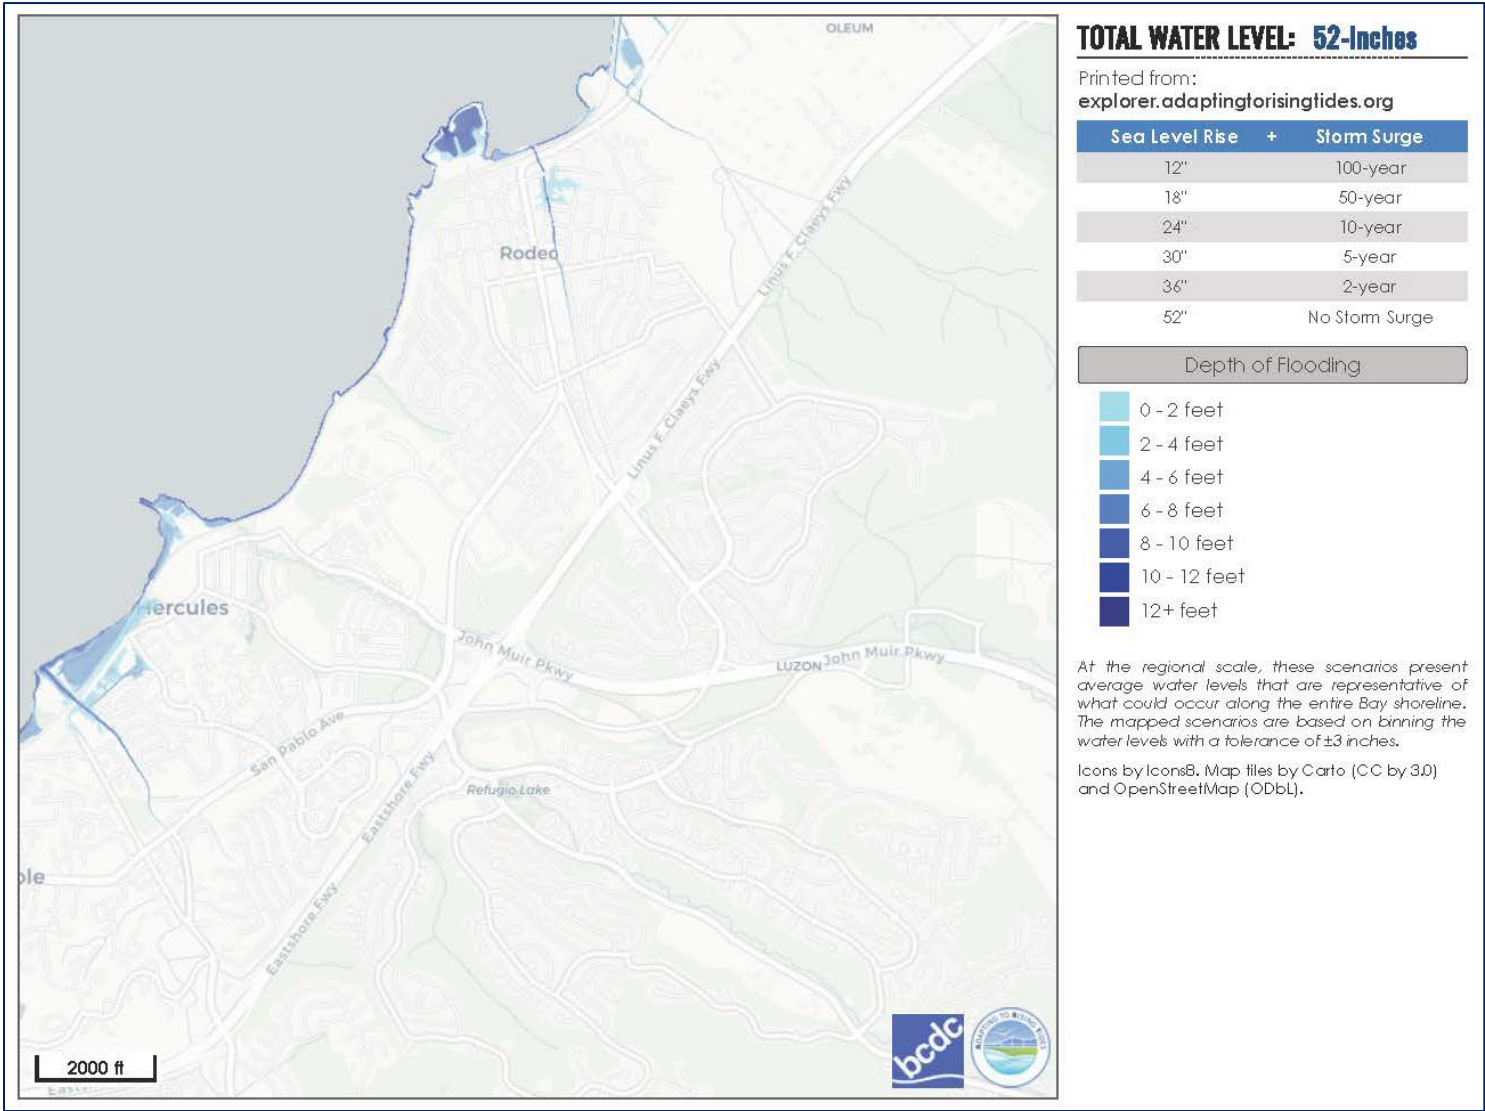 OLEUM
Rodeo
Linus F. Claeys Fwy
Linus F. Claeys Fwy
Hercules
John Muir Pkwy
LUZON
John Muir Pkwy
San Pablo Ave
Eastshore Fwy
Refugio Lake
ole
Eastshore Fwy
2000 ft
East
bcdc
ADAPTING TO RISING TIDES
TOTAL WATER LEVEL: 52-Inches
Printed from:
explorer.adaptingtorisingtides.org
Sea Level Rise + Storm Surge
12" 100-year
18" 50-year
24" 10-year
30" 5-year
36" 2-year
52" No Storm Surge
Depth of Flooding
0 - 2 feet
2 - 4 feet
4 - 6 feet
6 - 8 feet
8 - 10 feet
10 - 12 feet
12+ feet
At the regional scale, these scenarios present
average water levels that are representative of
what could occur along the entire Bay shoreline.
The mapped scenarios are based on binning the
water levels with a tolerance of ±3 inches.
Icons by Icons8. Map tiles by Carto (CC by 3.0)
and OpenStreetMap (ODbL).